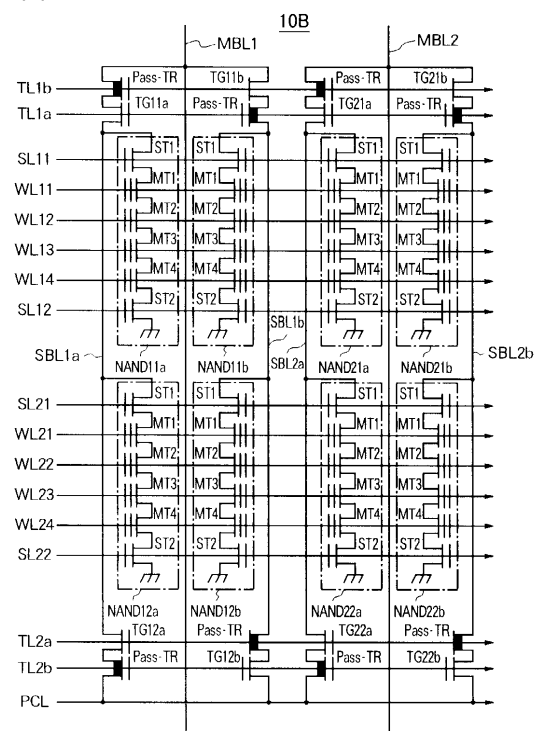 10B
MBL1 MBL2
Pass-TR TG11b Pass-TR TG21b
TL1b
TG11a Pass-TR TG21a Pass-TR
TL1a
ST1 ST1 ST1 ST1
SL11
MT1 MT1 MT1 MT1
WL11
MT2 MT2 MT2 MT2
WL12
MT3 MT3 MT3 MT3
WL13
MT4 MT4 MT4 MT4
WL14
ST2 ST2 ST2 ST2
SL12
SBL1a SBL1b SBL2a SBL2b
NAND11a NAND11b NAND21a NAND21b
ST1 ST1 ST1 ST1
SL21
MT1 MT1 MT1 MT1
WL21
MT2 MT2 MT2 MT2
WL22
MT3 MT3 MT3 MT3
WL23
MT4 MT4 MT4 MT4
WL24
ST2 ST2 ST2 ST2
SL22
NAND12a NAND12b NAND22a NAND22b
TG12a Pass-TR TG22a Pass-TR
TL2a
Pass-TR TG12b Pass-TR TG22b
TL2b
PCL